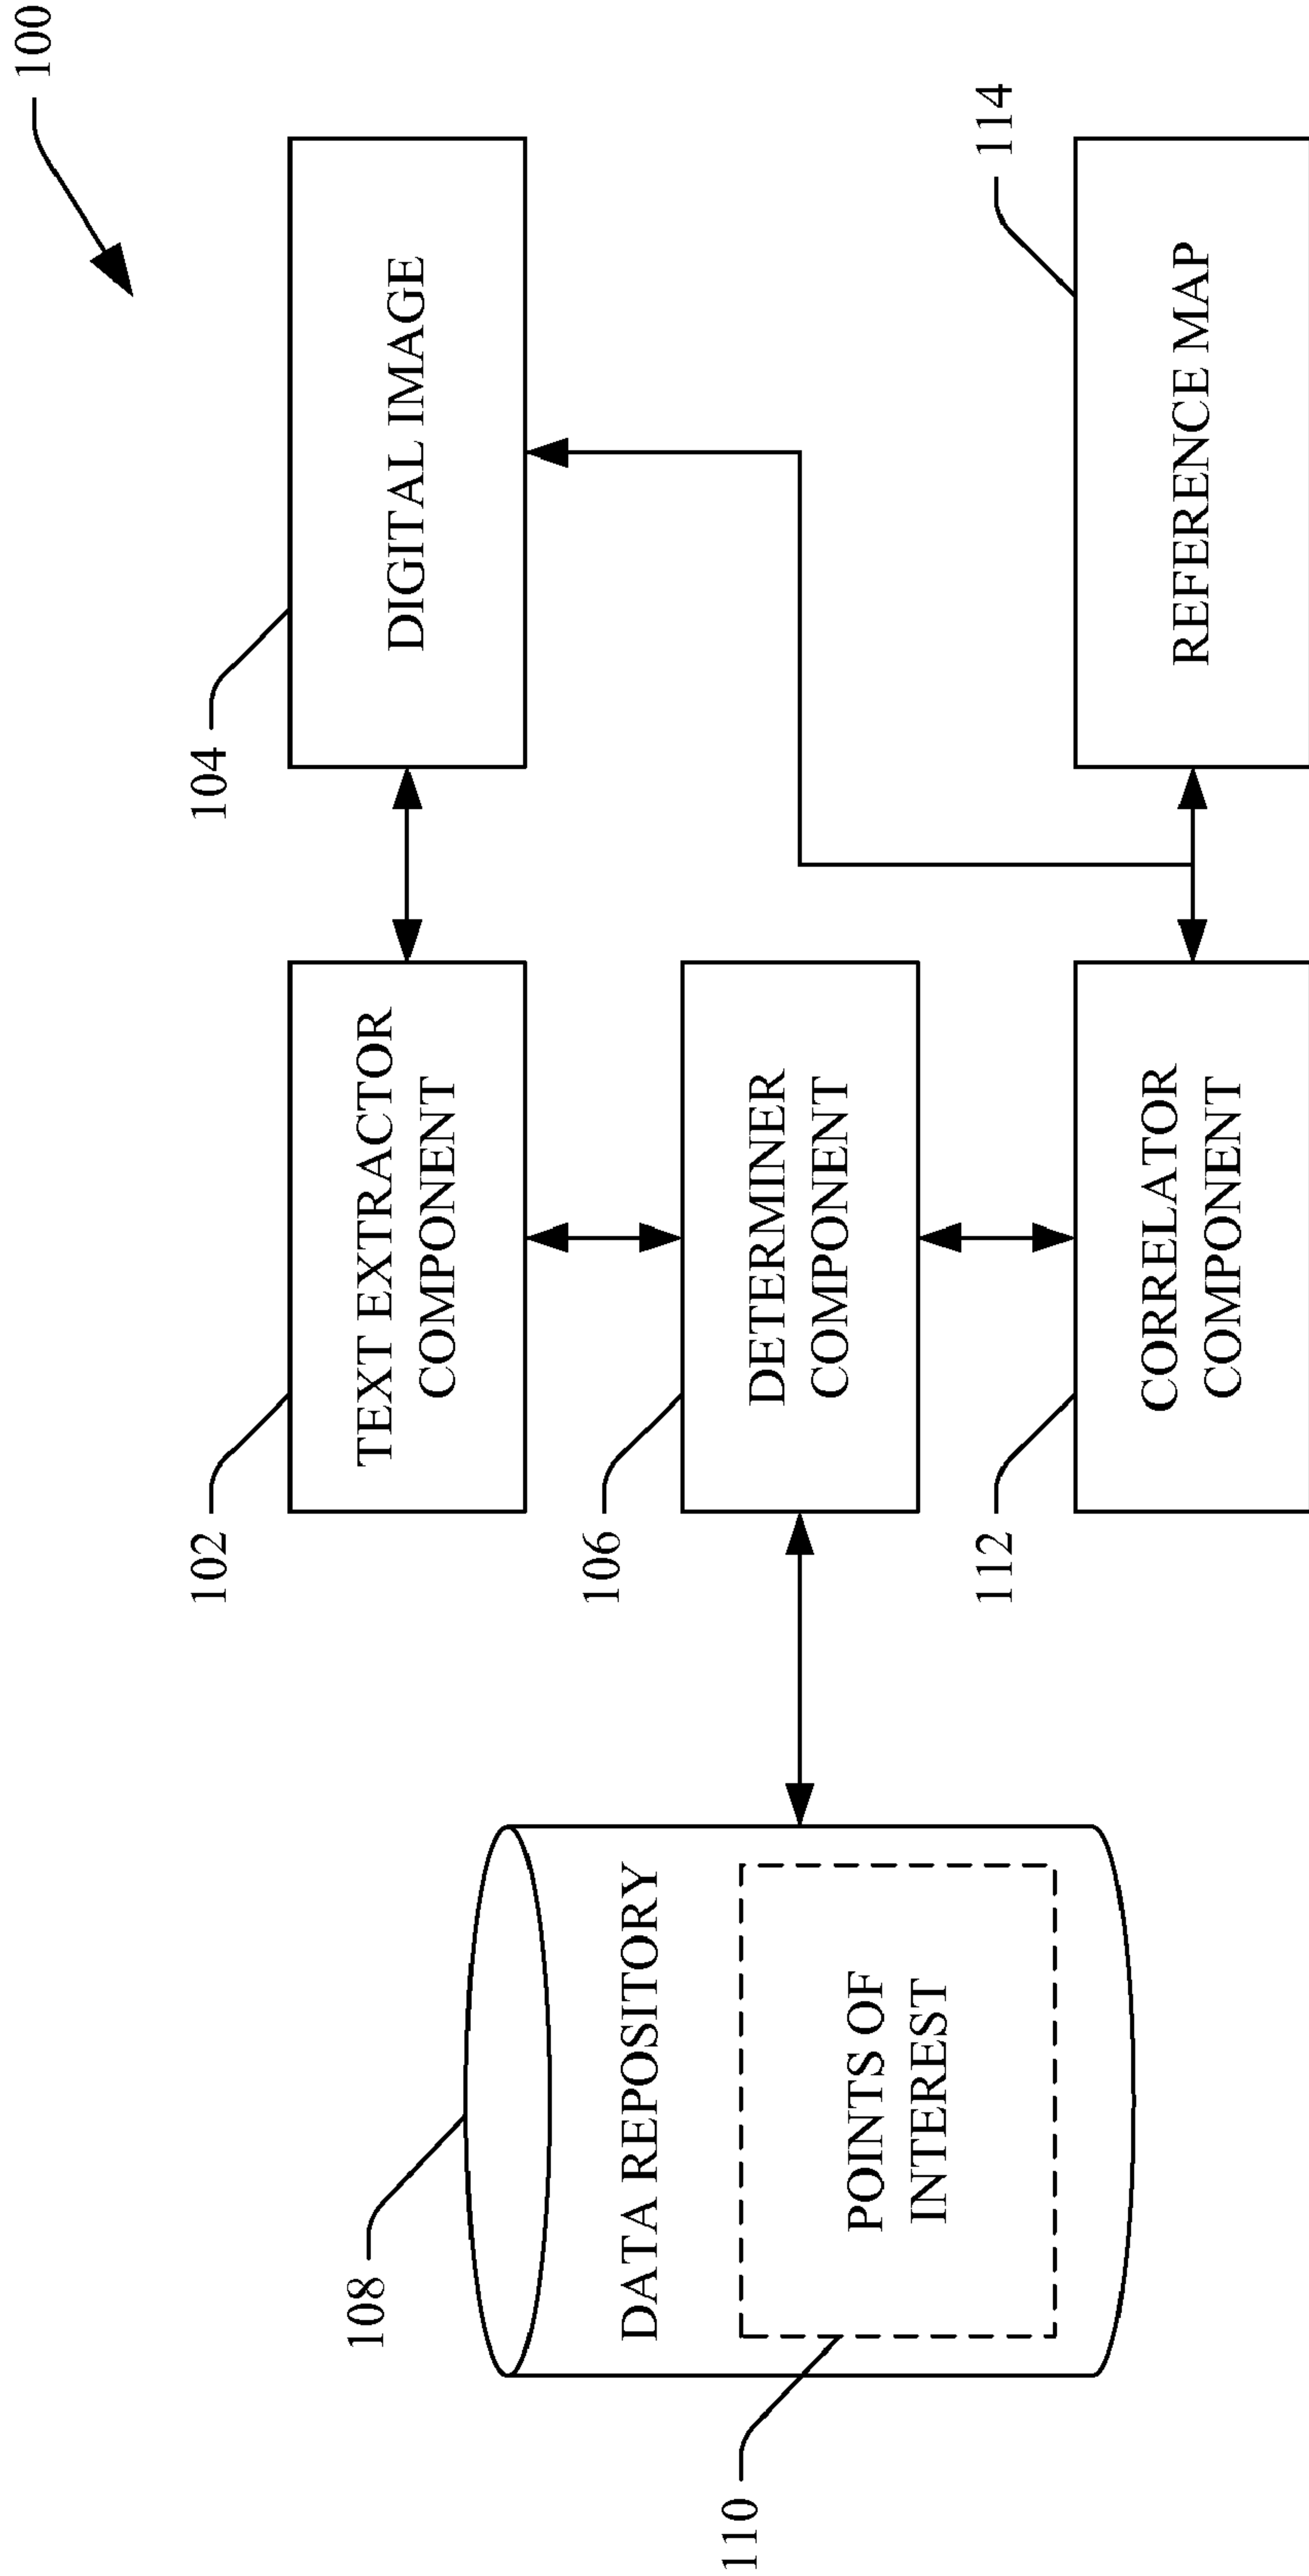 100
102
TEXT EXTRACTOR
COMPONENT
104
DIGITAL IMAGE
108
DATA REPOSITORY
110
POINTS OF
INTEREST
106
DETERMINER
COMPONENT
112
CORRELATOR
COMPONENT
114
REFERENCE MAP